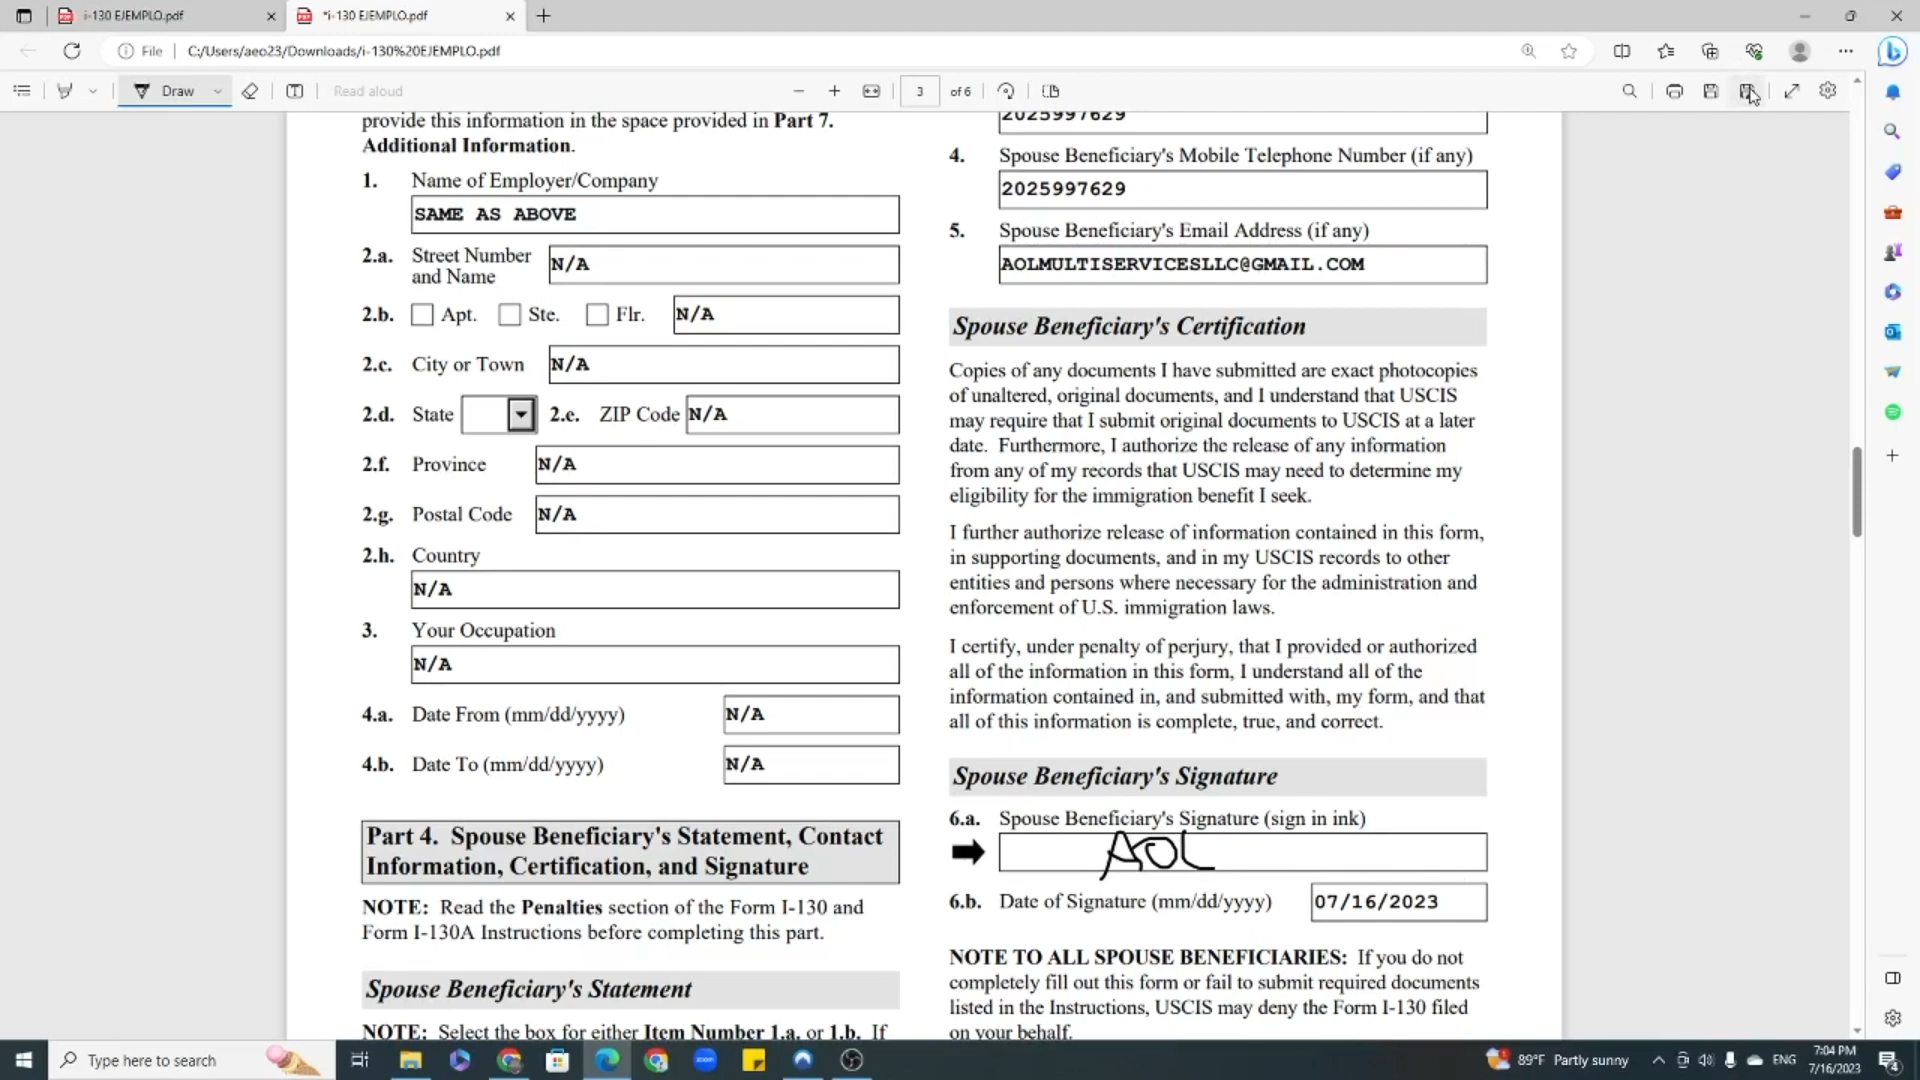 i-130 EJEMPLO.pdf
*i-130 EJEMPLO.pdf
File
C:/Users/aeo23/Downloads/i-130%20EJEMPLO.pdf
Draw
Read aloud
3
of 6
provide this information in the space provided in Part 7.
Additional Information.
1. Name of Employer/Company
SAME AS ABOVE
2.a. Street Number
and Name
N/A
2.b. Apt. Ste. Flr. N/A
2.c. City or Town N/A
2.d. State 2.e. ZIP Code N/A
2.f. Province N/A
2.g. Postal Code N/A
2.h. Country
N/A
3. Your Occupation
N/A
4.a. Date From (mm/dd/yyyy) N/A
4.b. Date To (mm/dd/yyyy) N/A
Part 4. Spouse Beneficiary's Statement, Contact
Information, Certification, and Signature
NOTE: Read the Penalties section of the Form I-130 and
Form I-130A Instructions before completing this part.
Spouse Beneficiary's Statement
NOTE: Select the box for either Item Number 1.a. or 1.b. If
2025997629
4. Spouse Beneficiary's Mobile Telephone Number (if any)
2025997629
5. Spouse Beneficiary's Email Address (if any)
AOLMULTISERVICESLLC@GMAIL.COM
Spouse Beneficiary's Certification
Copies of any documents I have submitted are exact photocopies
of unaltered, original documents, and I understand that USCIS
may require that I submit original documents to USCIS at a later
date. Furthermore, I authorize the release of any information
from any of my records that USCIS may need to determine my
eligibility for the immigration benefit I seek.
I further authorize release of information contained in this form,
in supporting documents, and in my USCIS records to other
entities and persons where necessary for the administration and
enforcement of U.S. immigration laws.
I certify, under penalty of perjury, that I provided or authorized
all of the information in this form, I understand all of the
information contained in, and submitted with, my form, and that
all of this information is complete, true, and correct.
Spouse Beneficiary's Signature
6.a. Spouse Beneficiary's Signature (sign in ink)
AOL
6.b. Date of Signature (mm/dd/yyyy) 07/16/2023
NOTE TO ALL SPOUSE BENEFICIARIES: If you do not
completely fill out this form or fail to submit required documents
listed in the Instructions, USCIS may deny the Form I-130 filed
on your behalf.
Type here to search
zoom
89°F Partly sunny
ENG
7:04 PM
7/16/2023
4